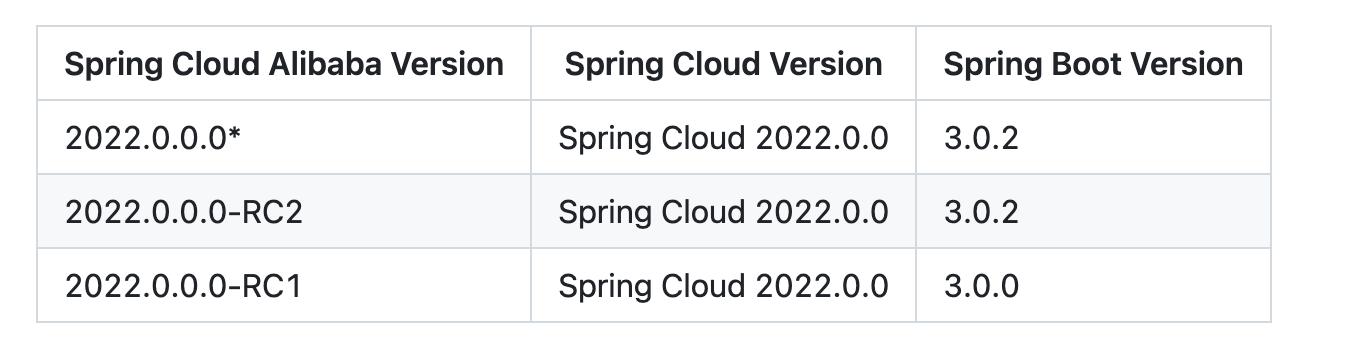 Spring Cloud Alibaba Version Spring Cloud Version Spring Boot Version
2022.0.0.0* Spring Cloud 2022.0.0 3.0.2
2022.0.0.0-RC2 Spring Cloud 2022.0.0 3.0.2
2022.0.0.0-RC1 Spring Cloud 2022.0.0 3.0.0